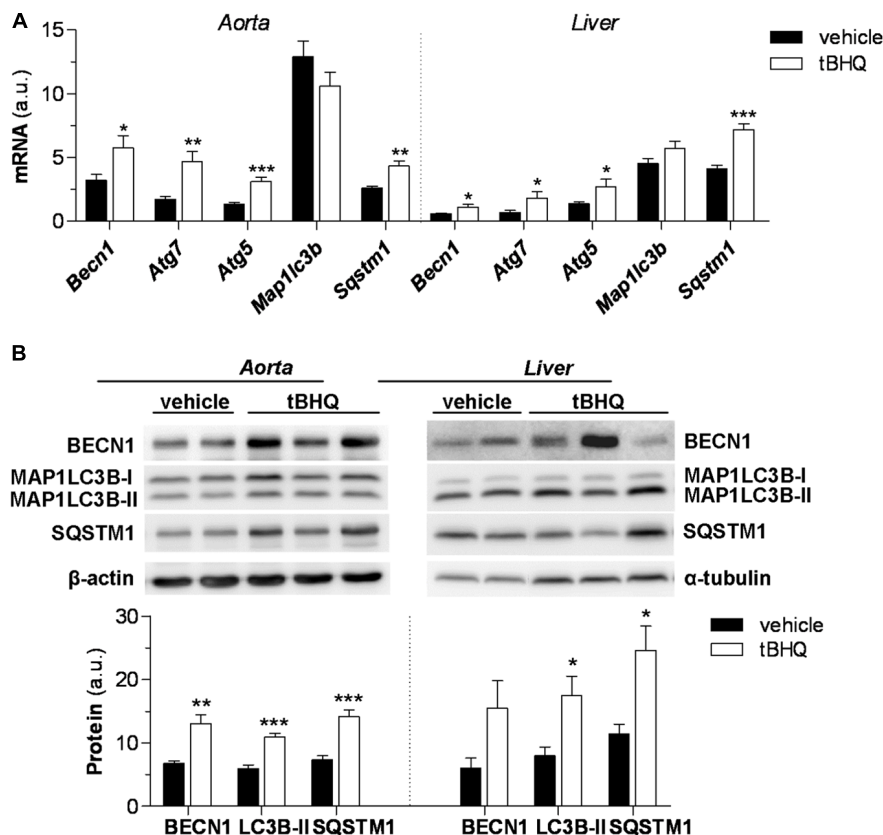 A
Aorta
Liver
vehicle
tBHQ
mRNA (a.u.)
15
10
5
0
* ** *** **
* * * ***
Becn1 Atg7 Atg5 Map1lc3b Sqstm1 Becn1 Atg7 Atg5 Map1lc3b Sqstm1
B
Aorta
Liver
vehicle tBHQ vehicle tBHQ
BECN1 BECN1
MAP1LC3B-I MAP1LC3B-I
MAP1LC3B-II MAP1LC3B-II
SQSTM1 SQSTM1
β-actin α-tubulin
Protein (a.u.)
30
20
10
0
** *** ***
* *
vehicle
tBHQ
BECN1 LC3B-II SQSTM1 BECN1 LC3B-II SQSTM1